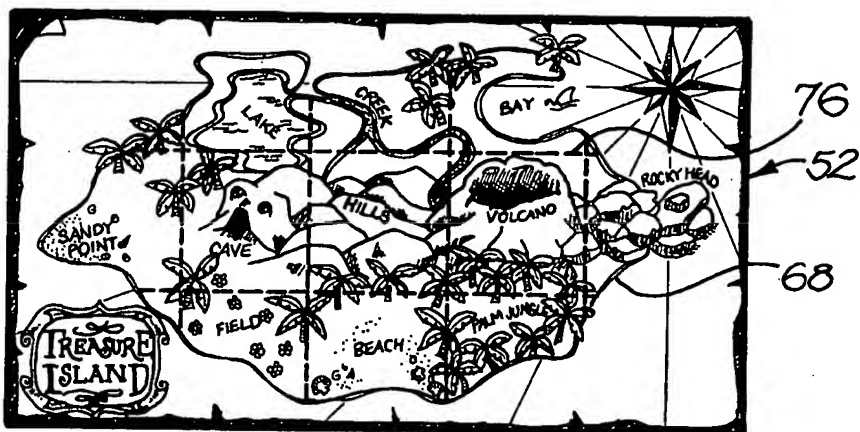 LAKE
CREEK
BAY
76
52
ROCKY HEAD
HILLS
VOLCANO
SANDY
POINT
CAVE
68
FIELD
BEACH
PALM JUNGLE
TREASURE
ISLAND